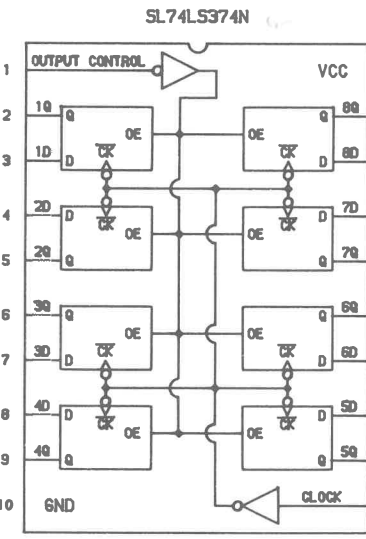 SL74LS374N
1 OUTPUT CONTROL VCC
2 1Q Q OE OE Q 8Q
3 1D D CK CK D 8D
4 2D D CK CK D 7D
5 2Q Q OE OE Q 7Q
6 3Q Q OE OE Q 6Q
7 3D D CK CK D 6D
8 4D D CK CK D 5D
9 4Q Q OE OE Q 5Q
10 GND CLOCK